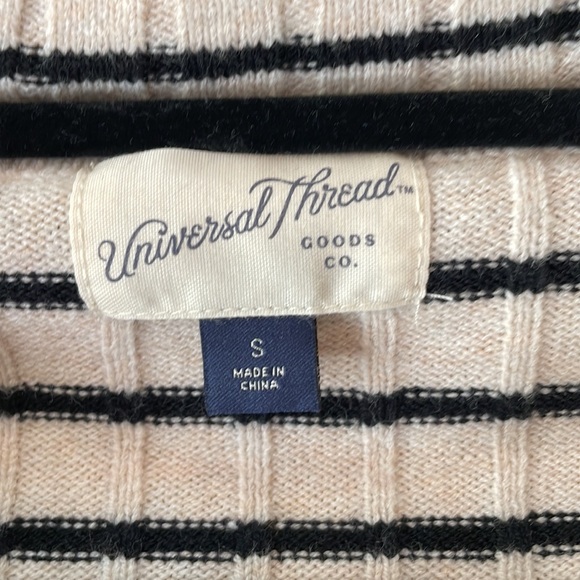 Universal Thread™
GOODS
CO.
S
MADE IN
CHINA